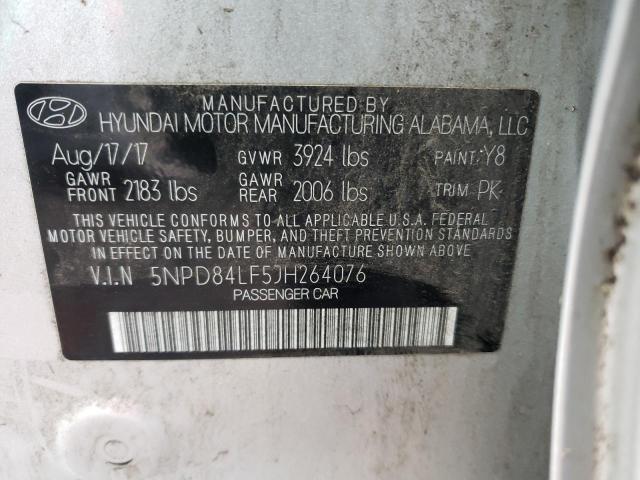 MANUFACTURED BY
HYUNDAI MOTOR MANUFACTURING ALABAMA, LLC
Aug/17/17 GVWR 3924 lbs PAINT: Y8
GAWR FRONT 2183 lbs GAWR REAR 2006 lbs TRIM: PK
THIS VEHICLE CONFORMS TO ALL APPLICABLE U.S.A. FEDERAL
MOTOR VEHICLE SAFETY, BUMPER, AND THEFT PREVENTION STANDARDS
IN EFFECT ON THE DATE OF MANUFACTURE SHOWN ABOVE.
V.I.N 5NPD84LF5JH264076
PASSENGER CAR